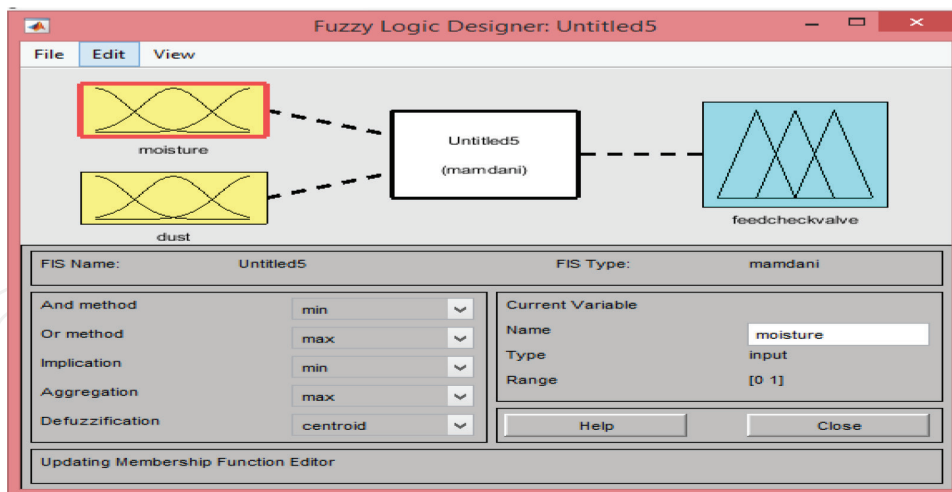 Fuzzy Logic Designer: Untitled5
File Edit View
moisture
Untitled5
(mamdani)
feedcheckvalve
dust
FIS Name: Untitled5 FIS Type: mamdani
And method min
Or method max
Implication min
Aggregation max
Defuzzification centroid
Current Variable
Name moisture
Type input
Range [0 1]
Help Close
Updating Membership Function Editor